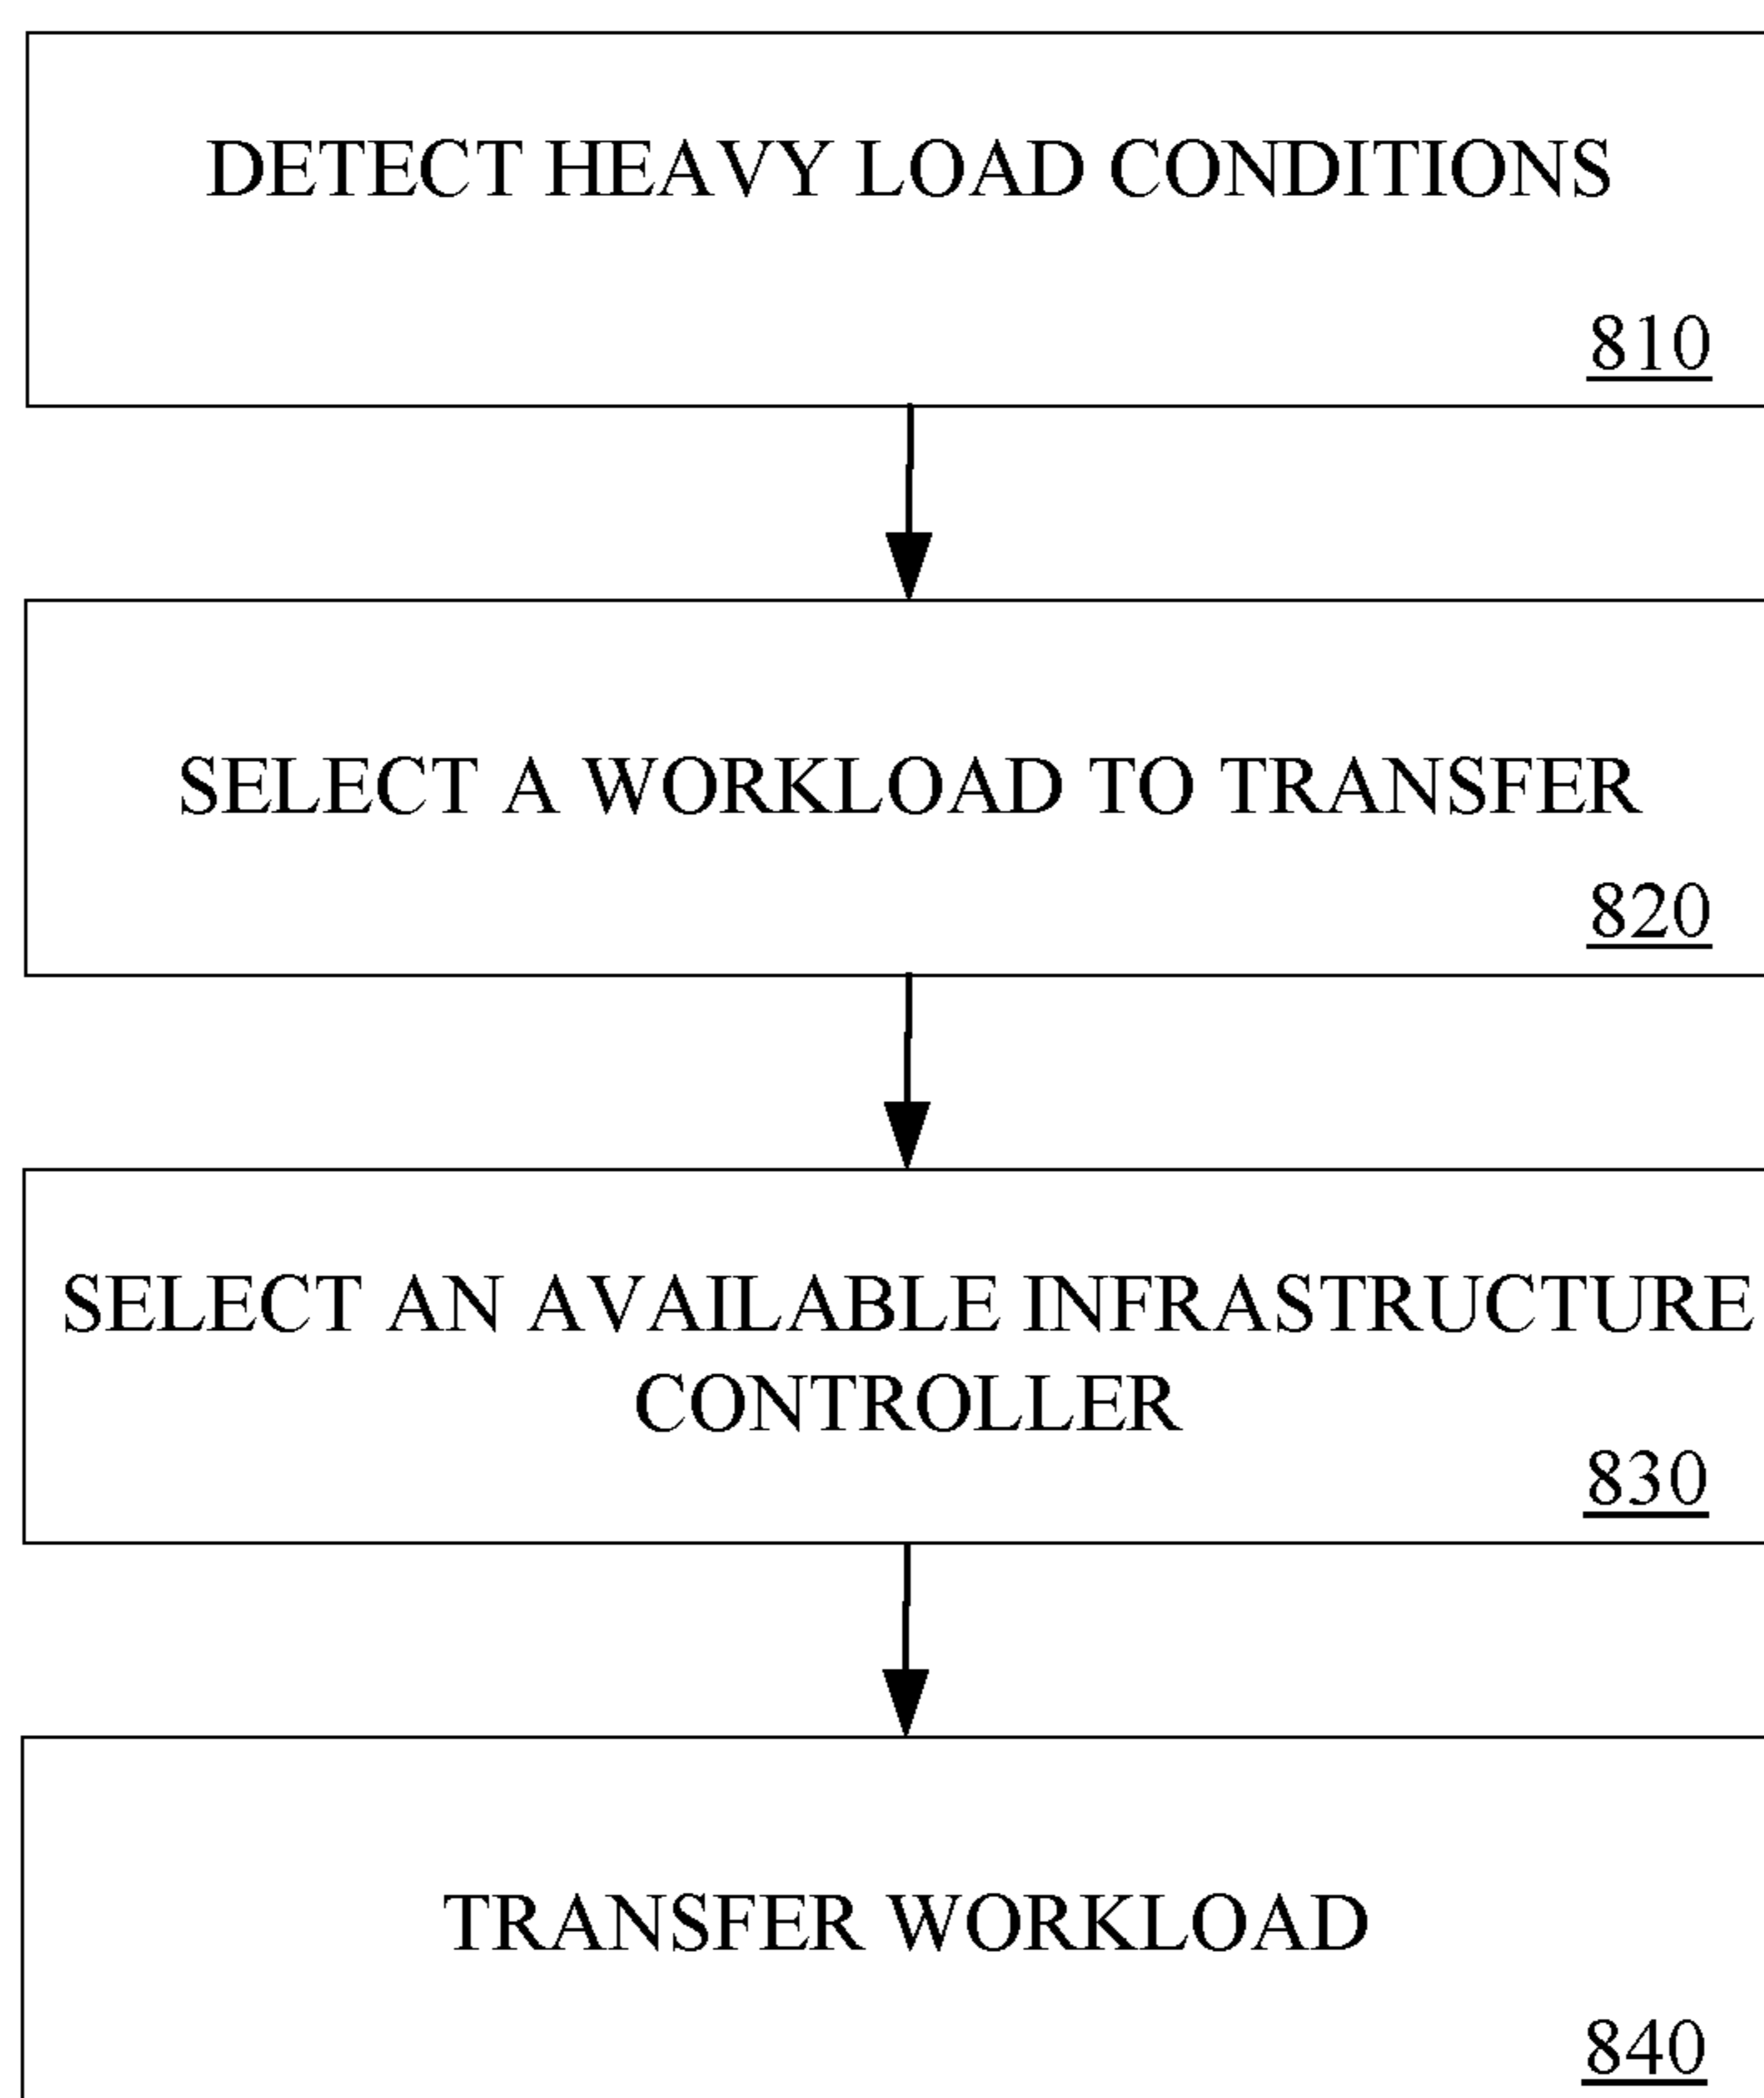 DETECT HEAVY LOAD CONDITIONS
810
SELECT A WORKLOAD TO TRANSFER
820
SELECT AN AVAILABLE INFRASTRUCTURE
CONTROLLER
830
TRANSFER WORKLOAD
840